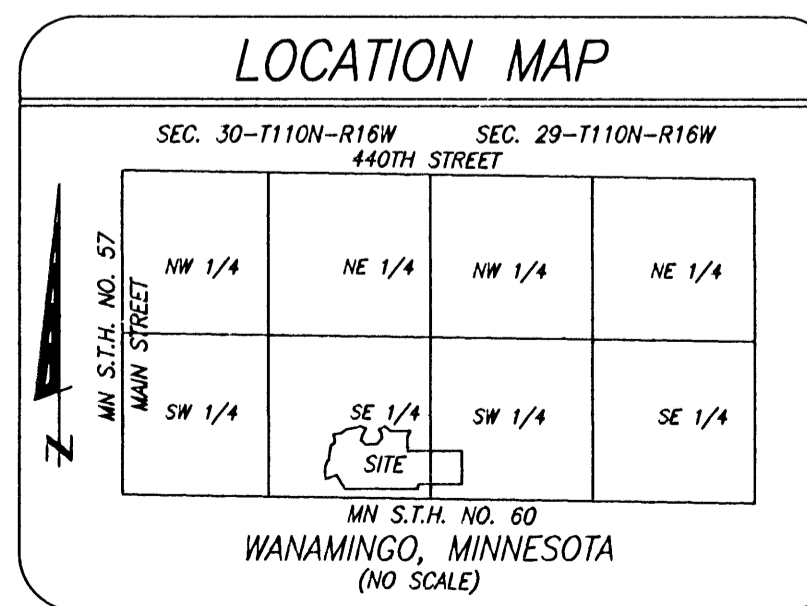 LOCATION MAP
SEC. 30-T110N-R16W SEC. 29-T110N-R16W
440TH STREET
MN S.T.H. NO. 57
MAIN STREET
NW 1/4 NE 1/4 NW 1/4 NE 1/4
SW 1/4 SE 1/4 SW 1/4 SE 1/4
SITE
N
MN S.T.H. NO. 60
WANAMINGO, MINNESOTA
(NO SCALE)